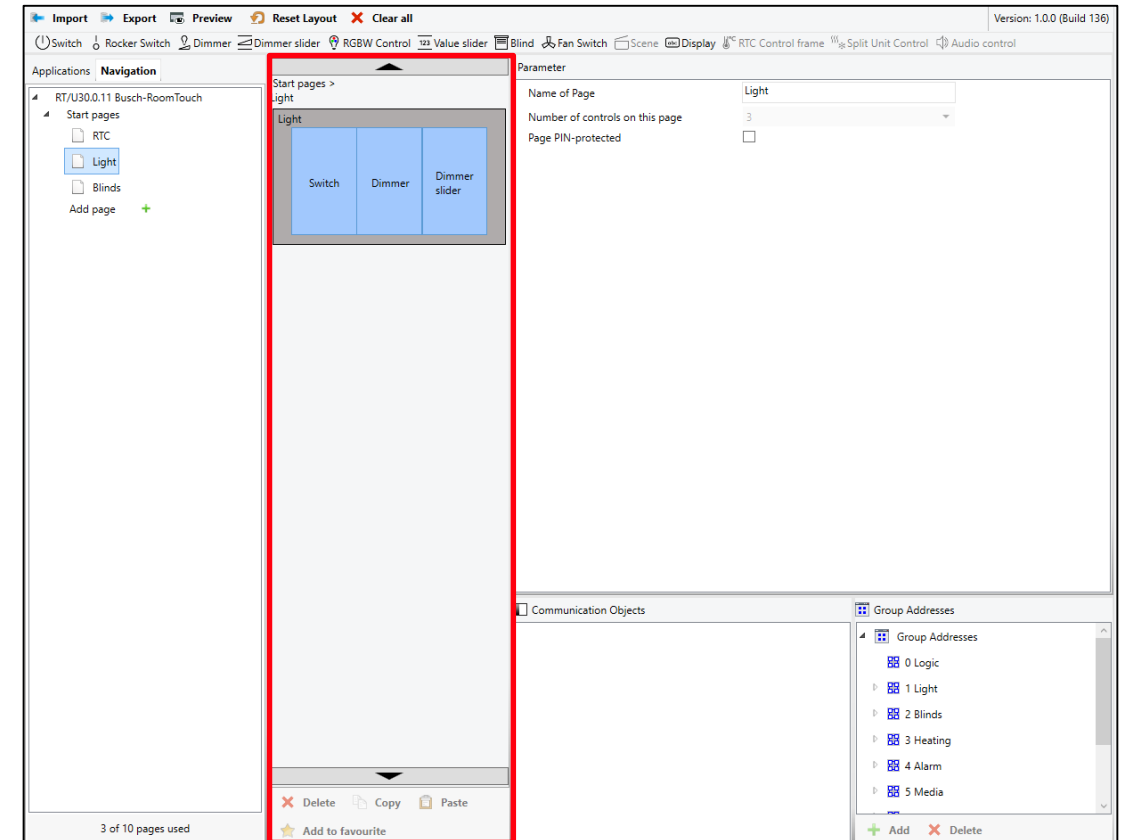 Import Export Preview Reset Layout Clear all Version: 1.0.0 (Build 136)
Switch Rocker Switch Dimmer Dimmer slider RGBW Control 123 Value slider Blind Fan Switch Scene abc Display °C RTC Control frame Split Unit Control Audio control
Applications Navigation
RT/U30.0.11 Busch-RoomTouch
Start pages
RTC
Light
Blinds
Add page
3 of 10 pages used
Start pages >
Light
Light
Switch Dimmer Dimmer slider
Delete Copy Paste
Add to favourite
Parameter
Name of Page Light
Number of controls on this page 3
Page PIN-protected
Communication Objects
Group Addresses
Group Addresses
0 Logic
1 Light
2 Blinds
3 Heating
4 Alarm
5 Media
Add Delete